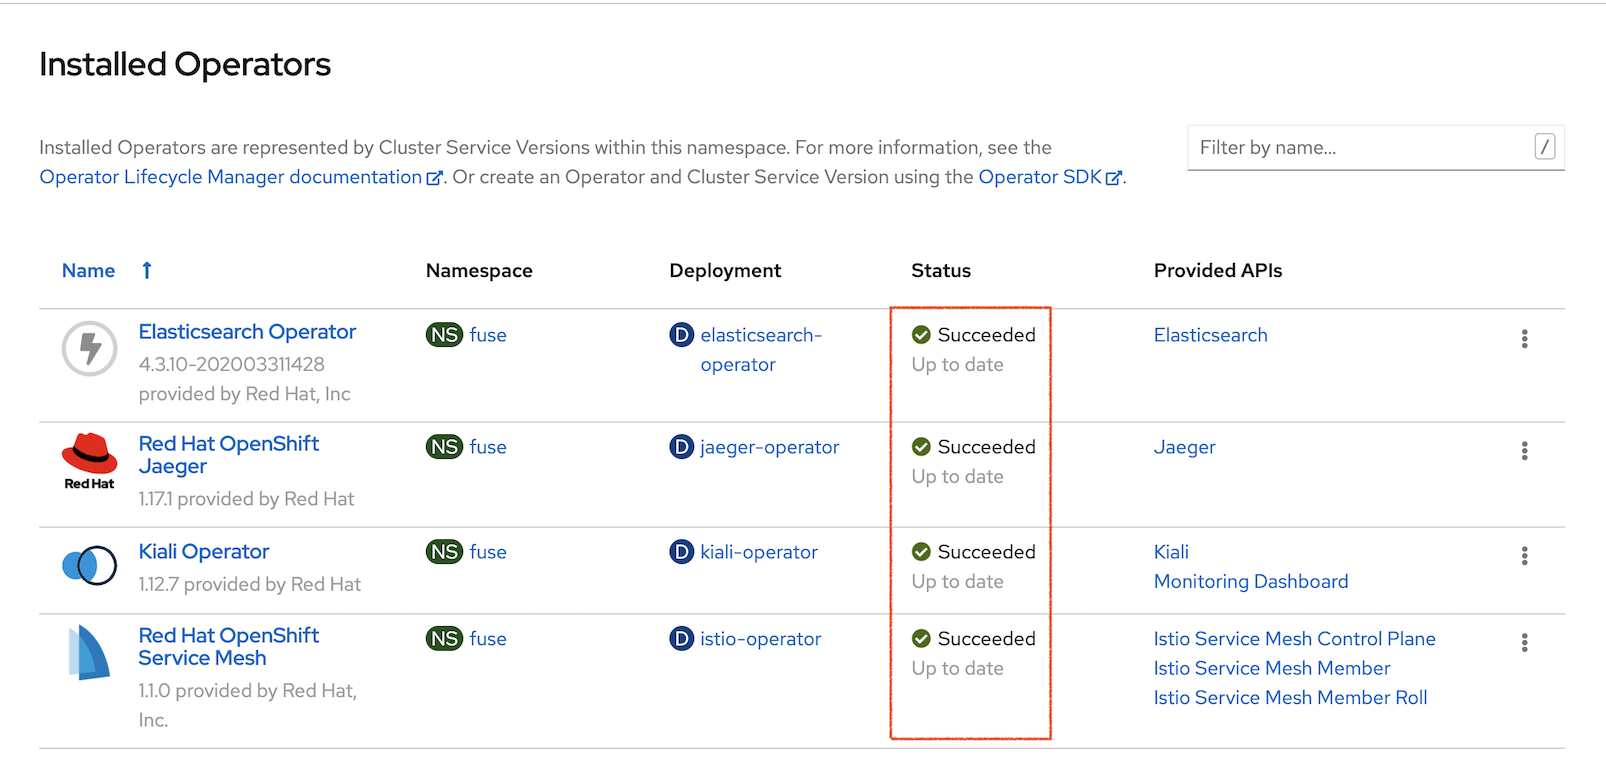 Installed Operators
Installed Operators are represented by Cluster Service Versions within this namespace. For more information, see the
Operator Lifecycle Manager documentation. Or create an Operator and Cluster Service Version using the Operator SDK.
Filter by name...
/
Name Namespace Deployment Status Provided APIs
Elasticsearch Operator
4.3.10-202003311428
provided by Red Hat, Inc
NS fuse
D elasticsearch-
operator
Succeeded
Up to date
Elasticsearch
Red Hat
Red Hat OpenShift
Jaeger
1.17.1 provided by Red Hat
NS fuse
D jaeger-operator
Succeeded
Up to date
Jaeger
Kiali Operator
1.12.7 provided by Red Hat
NS fuse
D kiali-operator
Succeeded
Up to date
Kiali
Monitoring Dashboard
Red Hat OpenShift
Service Mesh
1.1.0 provided by Red Hat,
Inc.
NS fuse
D istio-operator
Succeeded
Up to date
Istio Service Mesh Control Plane
Istio Service Mesh Member
Istio Service Mesh Member Roll